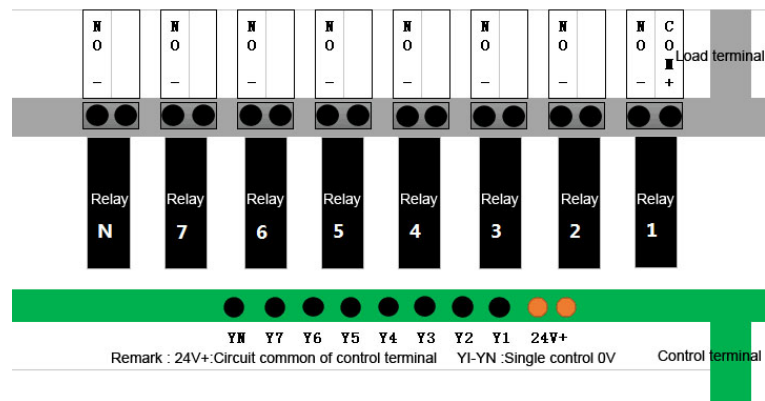 N N N N N N N N C
O O O O O O O O O
M
- - - - - - - - +
Load terminal
Relay Relay Relay Relay Relay Relay Relay Relay
N 7 6 5 4 3 2 1
YN Y7 Y6 Y5 Y4 Y3 Y2 Y1 24V+
Remark : 24V+:Circuit common of control terminal YI-YN :Single control 0V
Control terminal